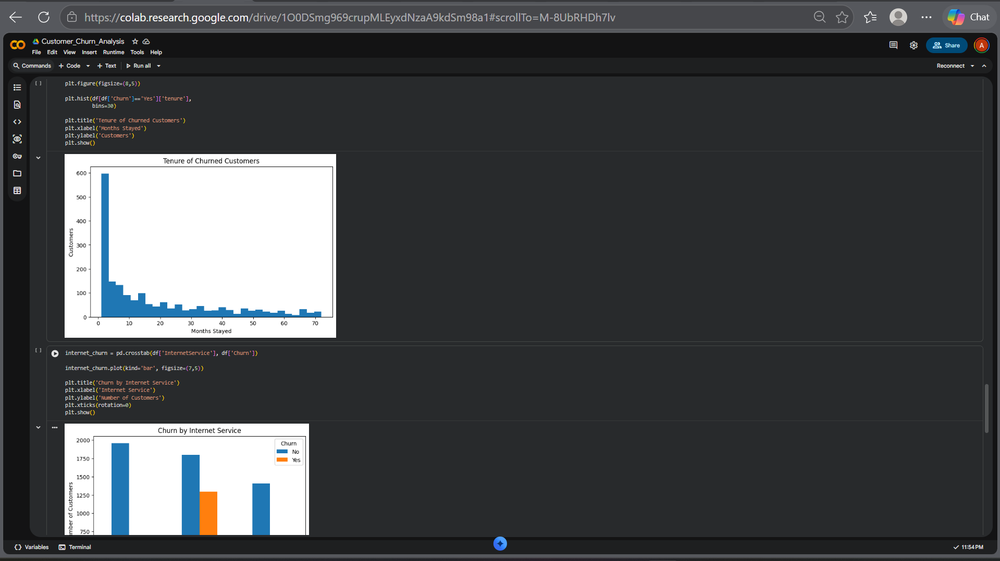 https://colab.research.google.com/drive/1O0DSmg969crupMLEyxdNzaA9kdSm98a1#scrollTo=M-8UbRHDh7lv
Chat
Customer_Churn_Analysis
File Edit View Insert Runtime Tools Help
Share
A
Commands + Code + Text Run all
Reconnect
[ ]
plt.figure(figsize=(8,5))
plt.hist(df[df['Churn']=='Yes']['tenure'],
bins=30)
plt.title('Tenure of Churned Customers')
plt.xlabel('Months Stayed')
plt.ylabel('Customers')
plt.show()
Tenure of Churned Customers
600
500
400
300
200
100
0
Customers
0 10 20 30 40 50 60 70
Months Stayed
[ ]
internet_churn = pd.crosstab(df['InternetService'], df['Churn'])
internet_churn.plot(kind='bar', figsize=(7,5))
plt.title('Churn by Internet Service')
plt.xlabel('Internet Service')
plt.ylabel('Number of Customers')
plt.xticks(rotation=0)
plt.show()
Churn by Internet Service
2000
1750
1500
1250
1000
750
mber of Customers
Churn
No
Yes
Variables
Terminal
11:54 PM